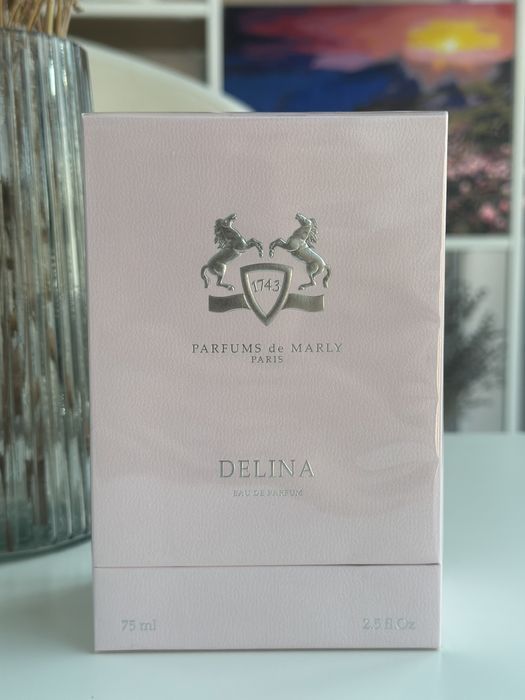 1743
PARFUMS de MARLY
PARIS
DELINA
EAU DE PARFUM
75 ml
2.5 fl.Oz